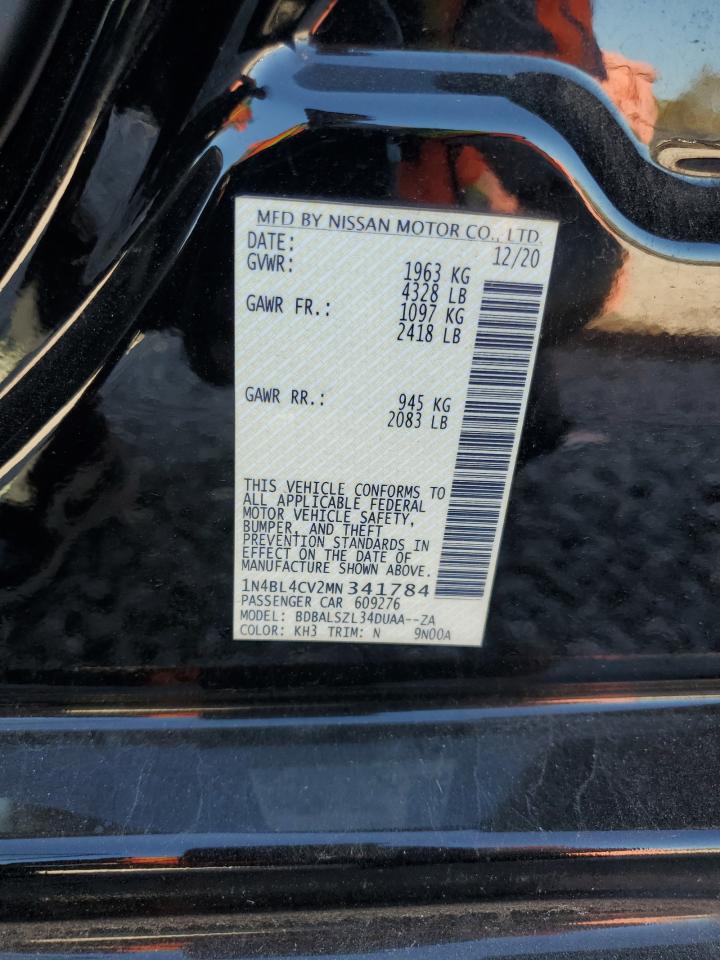 MFD BY NISSAN MOTOR CO., LTD.
DATE: 12/20
GVWR: 1963 KG
4328 LB
GAWR FR.: 1097 KG
2418 LB
GAWR RR.: 945 KG
2083 LB
THIS VEHICLE CONFORMS TO
ALL APPLICABLE FEDERAL
MOTOR VEHICLE SAFETY,
BUMPER, AND THEFT
PREVENTION STANDARDS IN
EFFECT ON THE DATE OF
MANUFACTURE SHOWN ABOVE.
1N4BL4CV2MN341784
PASSENGER CAR 609276
MODEL: BDBALSZL34DUAA--ZA
COLOR: KH3 TRIM: N 9N00A